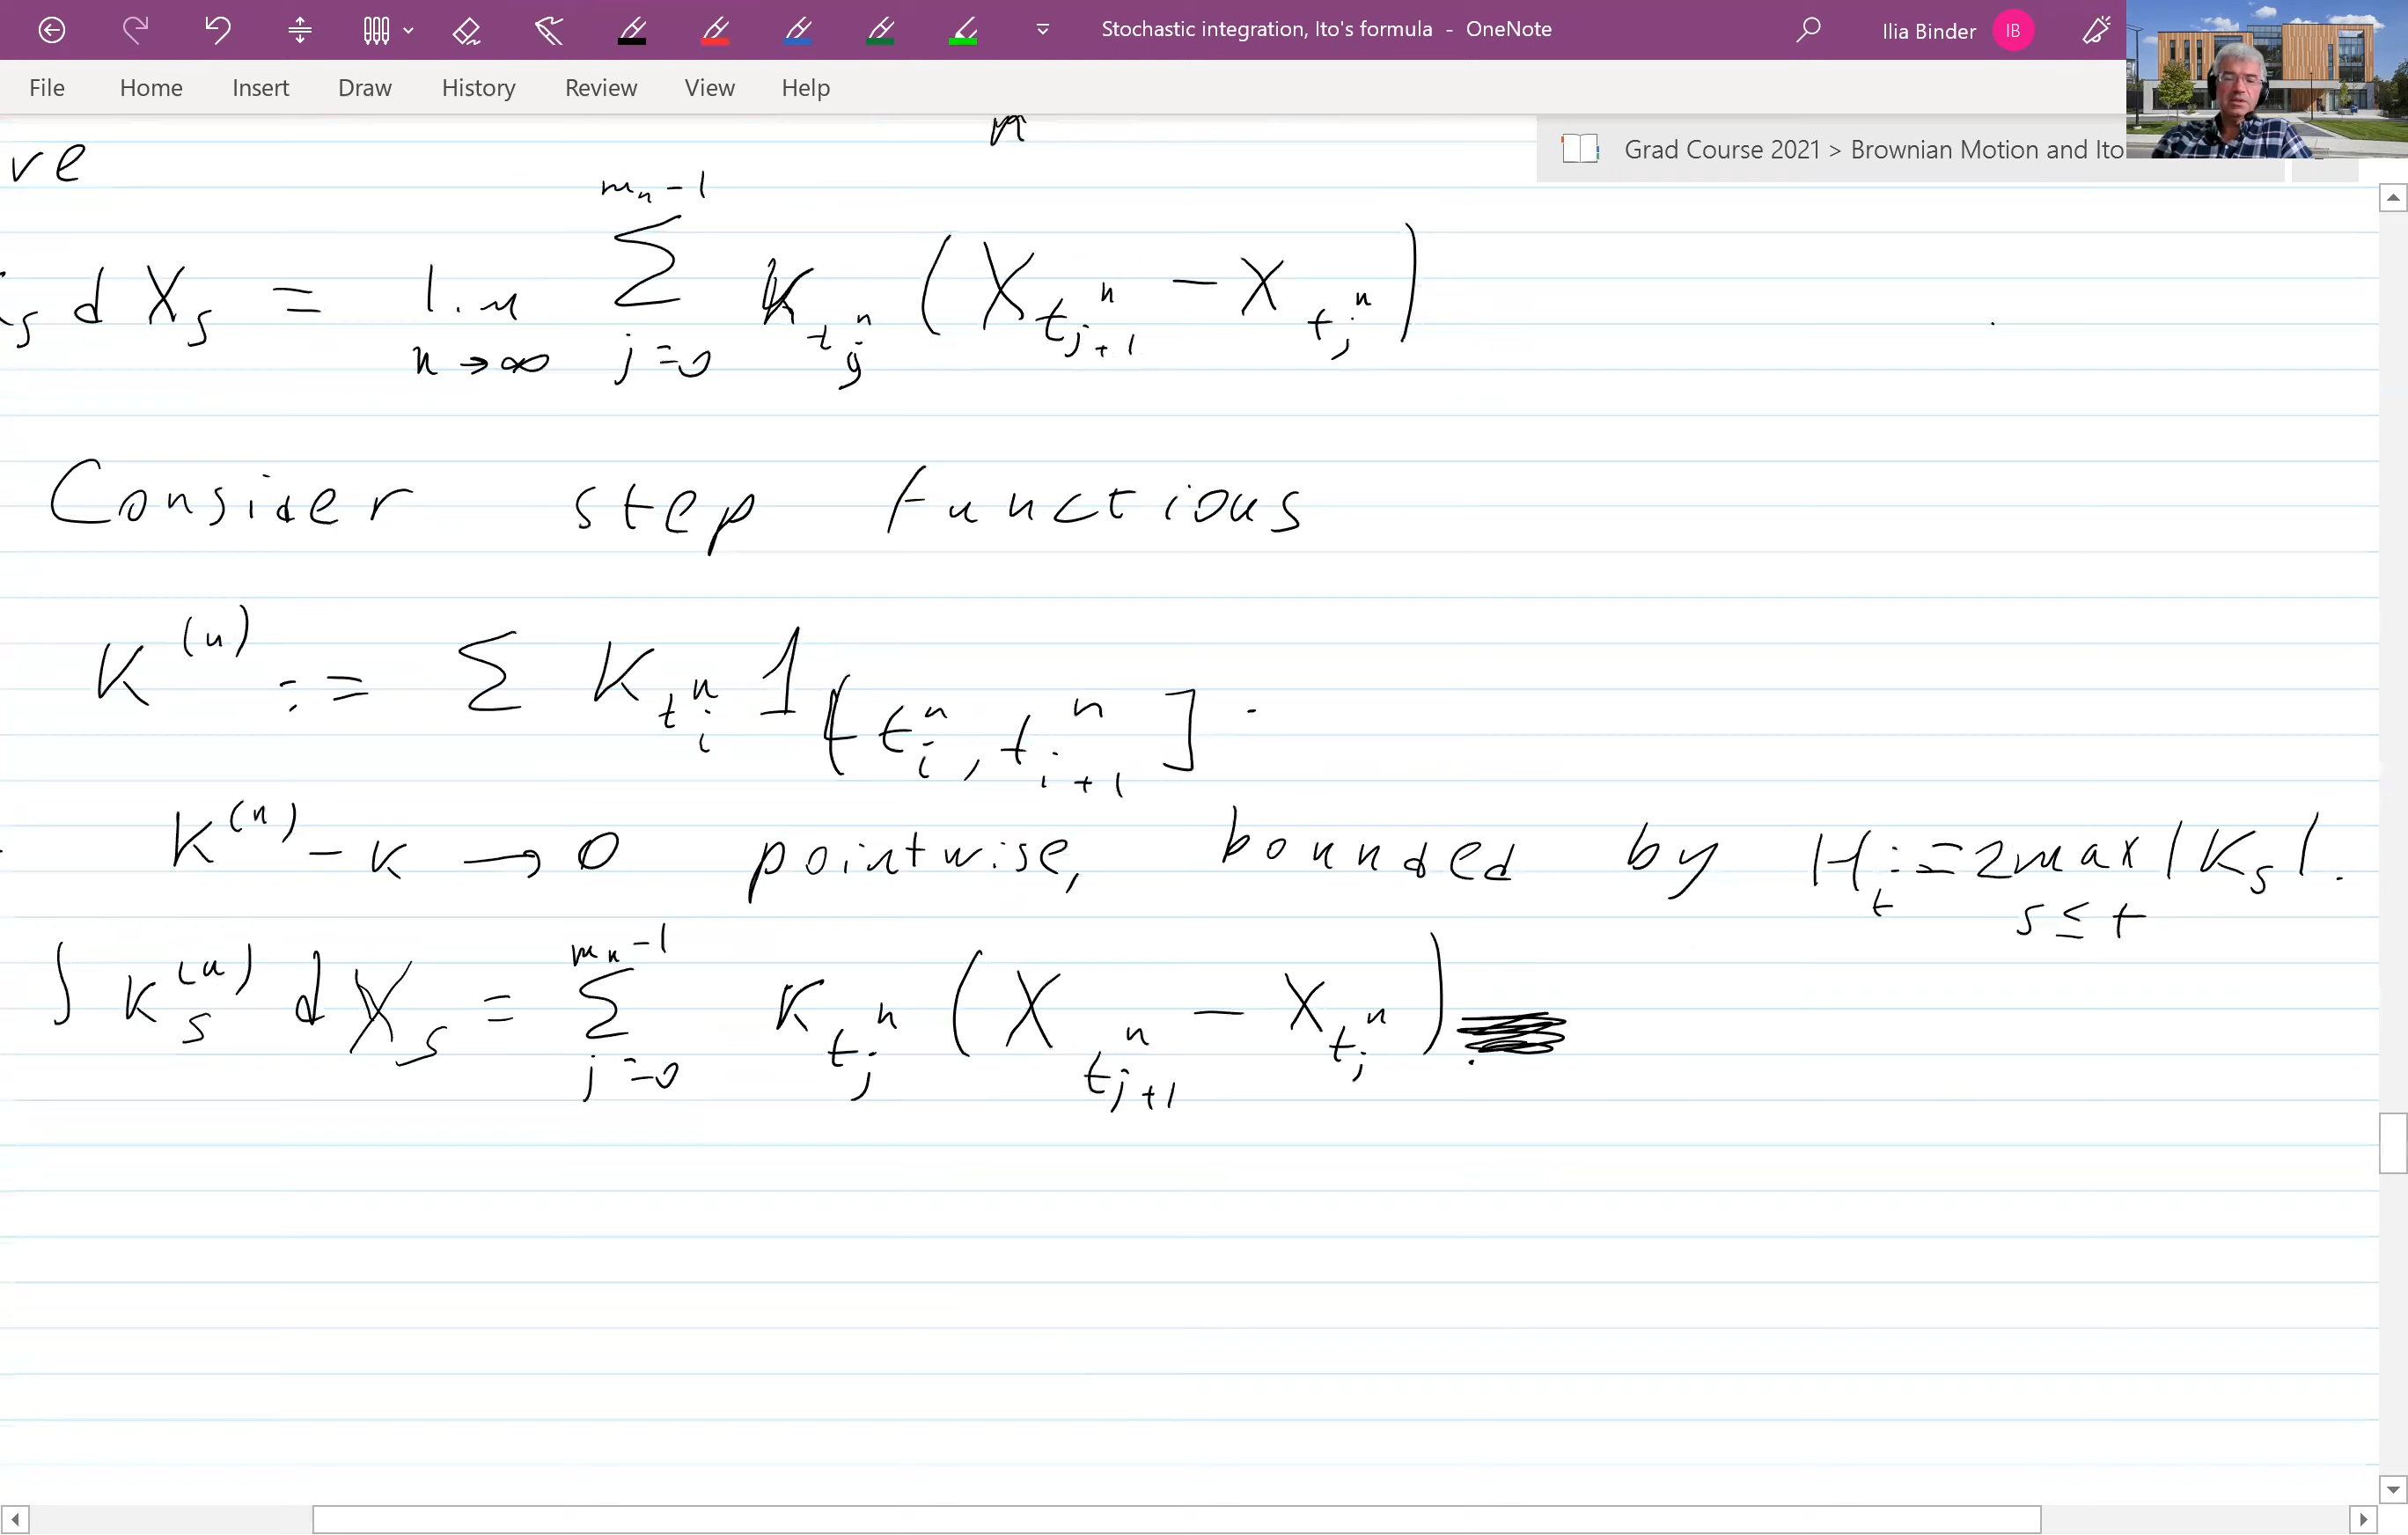 Stochastic integration, Ito's formula - OneNote
Ilia Binder IB
File Home Insert Draw History Review View Help
Grad Course 2021 > Brownian Motion and Ito
n
ve
s d X_s = lim_{n→∞} ∑_{j=0}^{m_n-1} K_{t_j^n} (X_{t_{j+1}^n} - X_{t_j^n})
Consider step functions
K^{(n)} := ∑ K_{t_i^n} 1_{(t_i^n, t_{i+1}^n]}.
K^{(n)} - K → 0 pointwise, bounded by H_t := 2 max_{s≤t} |K_s|.
∫ K_s^{(n)} d X_s = ∑_{j=0}^{m_n-1} K_{t_j^n} (X_{t_{j+1}^n} - X_{t_j^n}).